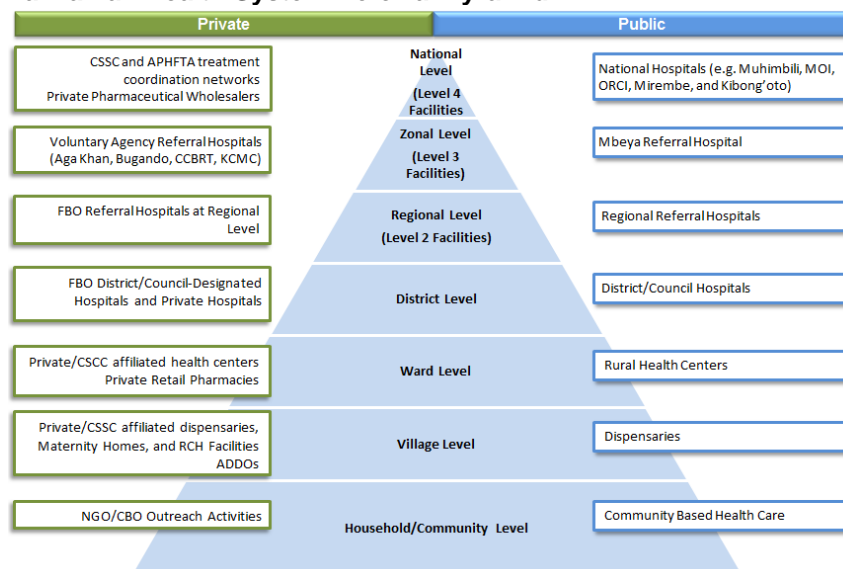 Private
Public
CSSC and APHFTA treatment
coordination networks
Private Pharmaceutical Wholesalers
National
Level
(Level 4
Facilities
National Hospitals (e.g. Muhimbili, MOI,
ORCI, Mirembe, and Kibong'oto)
Voluntary Agency Referral Hospitals
(Aga Khan, Bugando, CCBRT, KCMC)
Zonal Level
(Level 3
Facilities)
Mbeya Referral Hospital
FBO Referral Hospitals at Regional
Level
Regional Level
(Level 2 Facilities)
Regional Referral Hospitals
FBO District/Council-Designated
Hospitals and Private Hospitals
District Level
District/Council Hospitals
Private/CSCC affiliated health centers
Private Retail Pharmacies
Ward Level
Rural Health Centers
Private/CSSC affiliated dispensaries,
Maternity Homes, and RCH Facilities
ADDOs
Village Level
Dispensaries
NGO/CBO Outreach Activities
Household/Community Level
Community Based Health Care